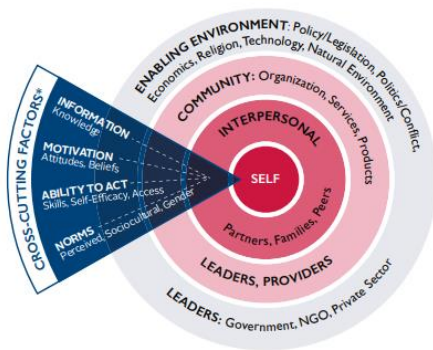 ENABLING ENVIRONMENT: Policy/Legislation, Politics/Conflict,
Economics, Religion, Technology, Natural Environment
COMMUNITY: Organization, Services, Products
INTERPERSONAL
SELF
Partners, Families, Peers
LEADERS, PROVIDERS
LEADERS: Government, NGO, Private Sector
CROSS-CUTTING FACTORS*
INFORMATION
Knowledge
MOTIVATION
Attitudes, Beliefs
ABILITY TO ACT
Skills, Self-Efficacy, Access
NORMS
Perceived, Sociocultural, Gender